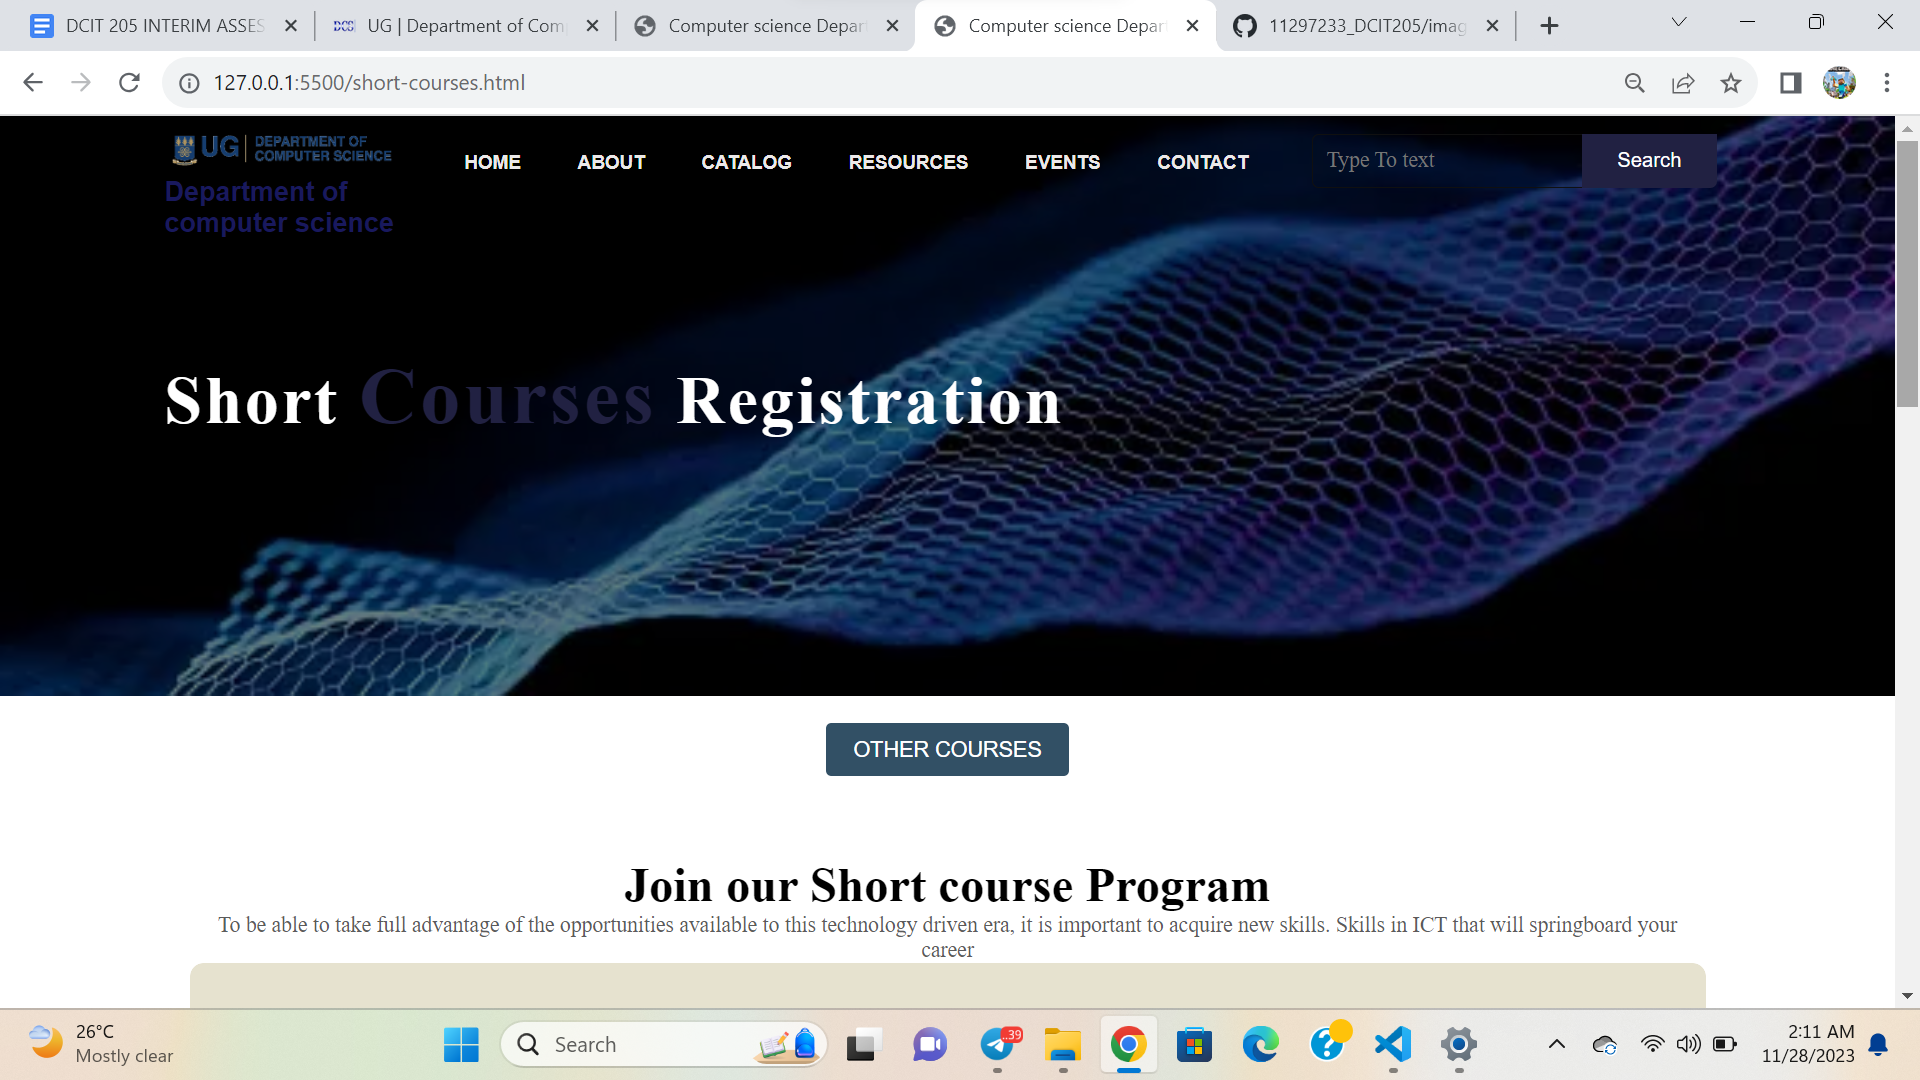 DCIT 205 INTERIM ASSES
DCS UG | Department of Comp
Computer science Depar
Computer science Depar
11297233_DCIT205/imag
127.0.0.1:5500/short-courses.html
UG DEPARTMENT OF
COMPUTER SCIENCE
Department of
computer science
HOME ABOUT CATALOG RESOURCES EVENTS CONTACT
Type To text Search
Short Courses Registration
OTHER COURSES
Join our Short course Program
To be able to take full advantage of the opportunities available to this technology driven era, it is important to acquire new skills. Skills in ICT that will springboard your
career
26°C
Mostly clear
Search
..39
2:11 AM
11/28/2023